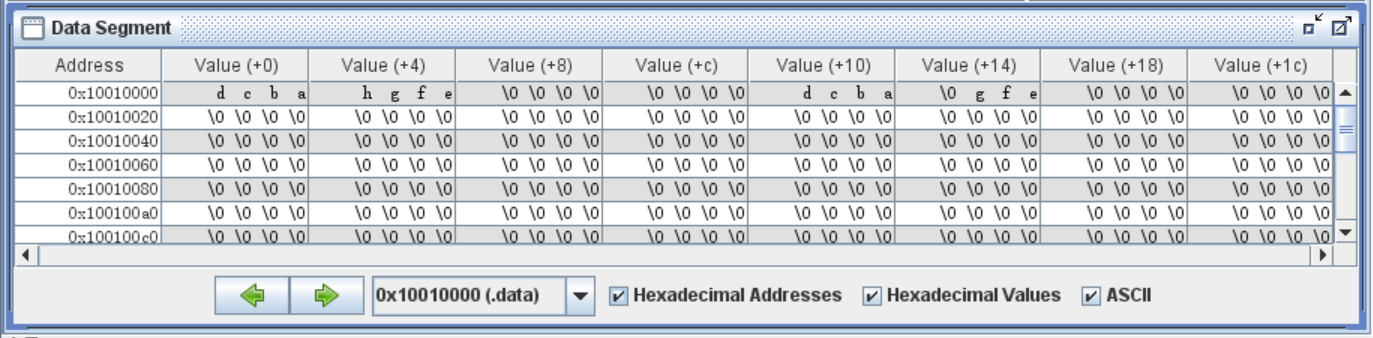 Data Segment
Address Value (+0) Value (+4) Value (+8) Value (+c) Value (+10) Value (+14) Value (+18) Value (+1c)
0x10010000 d c b a h g f e \0 \0 \0 \0 \0 \0 \0 \0 d c b a \0 g f e \0 \0 \0 \0 \0 \0 \0 \0
0x10010020 \0 \0 \0 \0 \0 \0 \0 \0 \0 \0 \0 \0 \0 \0 \0 \0 \0 \0 \0 \0 \0 \0 \0 \0 \0 \0 \0 \0 \0 \0 \0 \0
0x10010040 \0 \0 \0 \0 \0 \0 \0 \0 \0 \0 \0 \0 \0 \0 \0 \0 \0 \0 \0 \0 \0 \0 \0 \0 \0 \0 \0 \0 \0 \0 \0 \0
0x10010060 \0 \0 \0 \0 \0 \0 \0 \0 \0 \0 \0 \0 \0 \0 \0 \0 \0 \0 \0 \0 \0 \0 \0 \0 \0 \0 \0 \0 \0 \0 \0 \0
0x10010080 \0 \0 \0 \0 \0 \0 \0 \0 \0 \0 \0 \0 \0 \0 \0 \0 \0 \0 \0 \0 \0 \0 \0 \0 \0 \0 \0 \0 \0 \0 \0 \0
0x100100a0 \0 \0 \0 \0 \0 \0 \0 \0 \0 \0 \0 \0 \0 \0 \0 \0 \0 \0 \0 \0 \0 \0 \0 \0 \0 \0 \0 \0 \0 \0 \0 \0
0x100100c0 \0 \0 \0 \0 \0 \0 \0 \0 \0 \0 \0 \0 \0 \0 \0 \0 \0 \0 \0 \0 \0 \0 \0 \0 \0 \0 \0 \0 \0 \0 \0 \0
0x10010000 (.data) Hexadecimal Addresses Hexadecimal Values ASCII